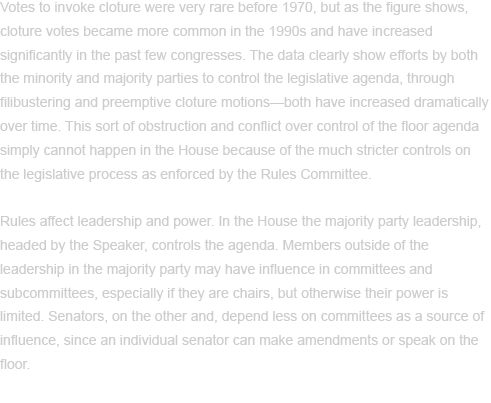 Votes to invoke cloture were very rare before 1970, but as the figure shows,
cloture votes became more common in the 1990s and have increased
significantly in the past few congresses. The data clearly show efforts by both
the minority and majority parties to control the legislative agenda, through
filibustering and preemptive cloture motions—both have increased dramatically
over time. This sort of obstruction and conflict over control of the floor agenda
simply cannot happen in the House because of the much stricter controls on
the legislative process as enforced by the Rules Committee.

Rules affect leadership and power. In the House the majority party leadership,
headed by the Speaker, controls the agenda. Members outside of the
leadership in the majority party may have influence in committees and
subcommittees, especially if they are chairs, but otherwise their power is
limited. Senators, on the other and, depend less on committees as a source of
influence, since an individual senator can make amendments or speak on the
floor.